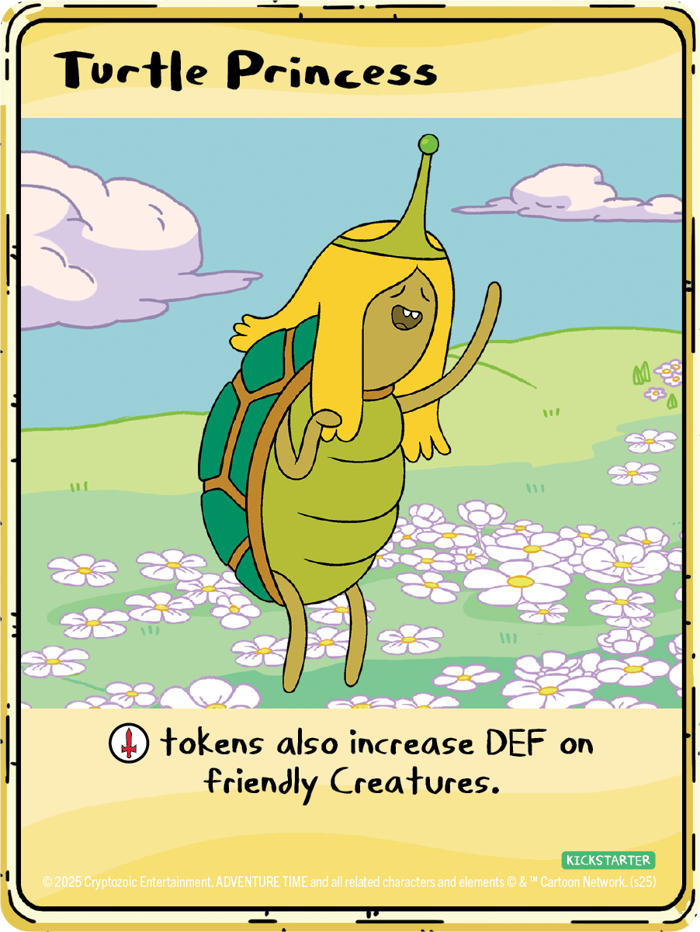 Turtle Princess
tokens also increase DEF on
friendly Creatures.
KICKSTARTER
© 2025 Cryptozoic Entertainment. ADVENTURE TIME and all related characters and elements © & ™ Cartoon Network. (s25)